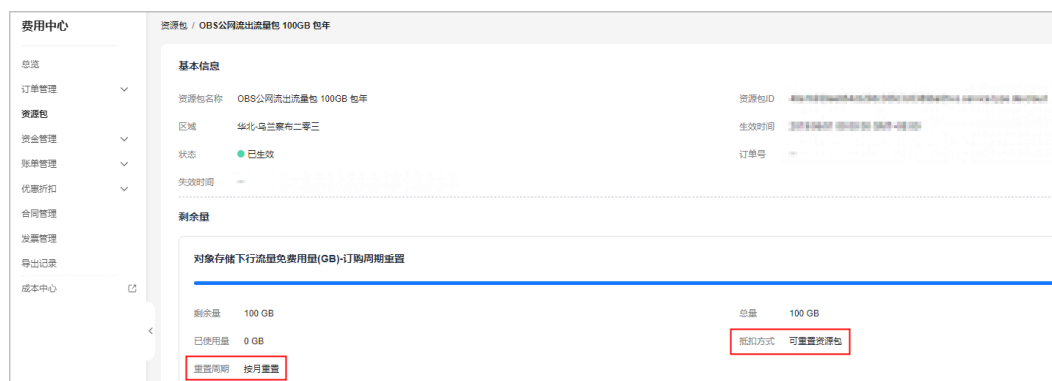 费用中心
资源包 / OBS公网流出流量包 100GB 包年
总览
订单管理
资源包
资金管理
账单管理
优惠折扣
合同管理
发票管理
导出记录
成本中心
基本信息
资源包名称 OBS公网流出流量包 100GB 包年
资源包ID
区域 华北-乌兰察布二零三
生效时间
状态 已生效
订单号 --
失效时间 --
剩余量
对象存储下行流量免费用量(GB)-订购周期重置
剩余量 100 GB
总量 100 GB
已使用量 0 GB
抵扣方式 可重置资源包
重置周期 按月重置